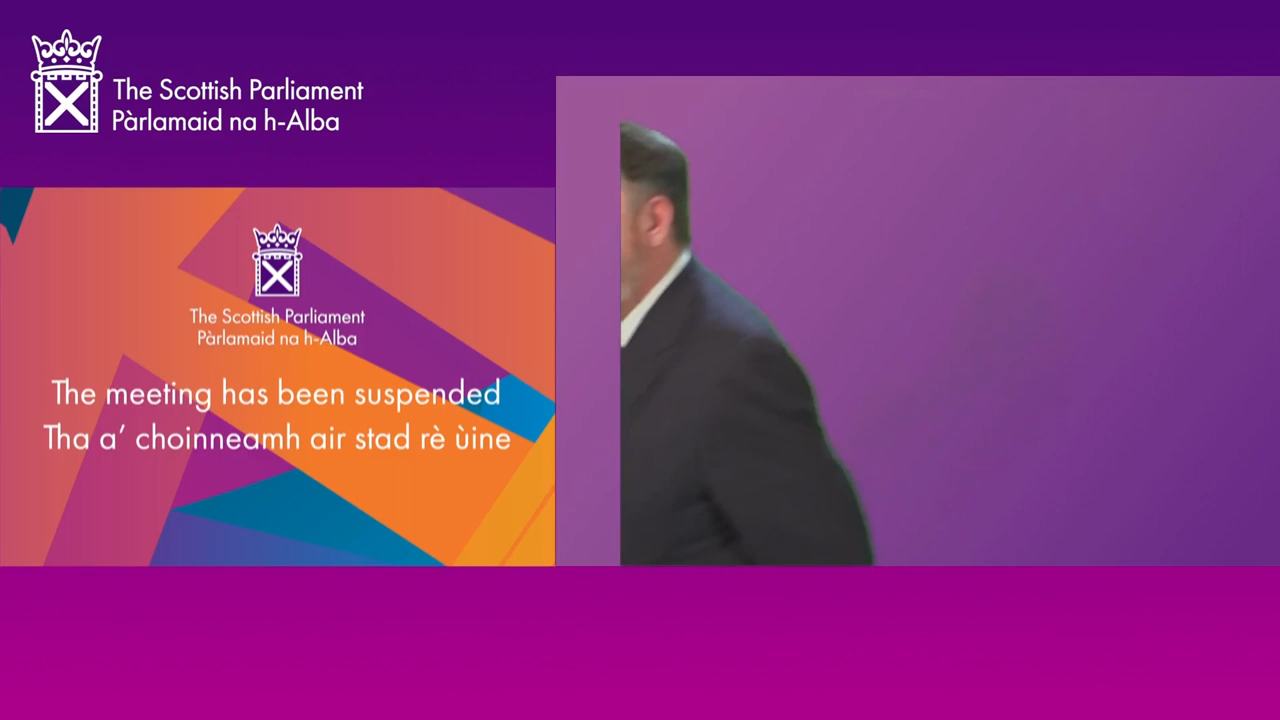 The Scottish Parliament
Pàrlamaid na h-Alba
The Scottish Parliament
Pàrlamaid na h-Alba
The meeting has been suspended
Tha a’ choinneamh air stad rè ùine